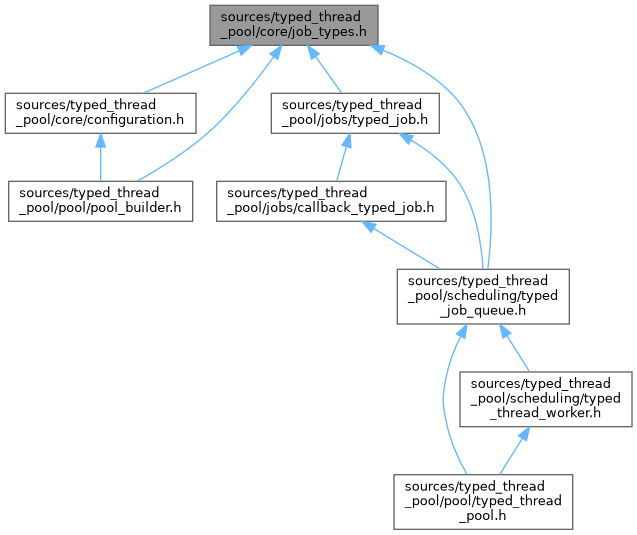 sources/typed_thread
_pool/core/job_types.h
sources/typed_thread
_pool/core/configuration.h
sources/typed_thread
_pool/jobs/typed_job.h
sources/typed_thread
_pool/pool/pool_builder.h
sources/typed_thread
_pool/jobs/callback_typed_job.h
sources/typed_thread
_pool/scheduling/typed
_job_queue.h
sources/typed_thread
_pool/scheduling/typed
_thread_worker.h
sources/typed_thread
_pool/pool/typed_thread
_pool.h